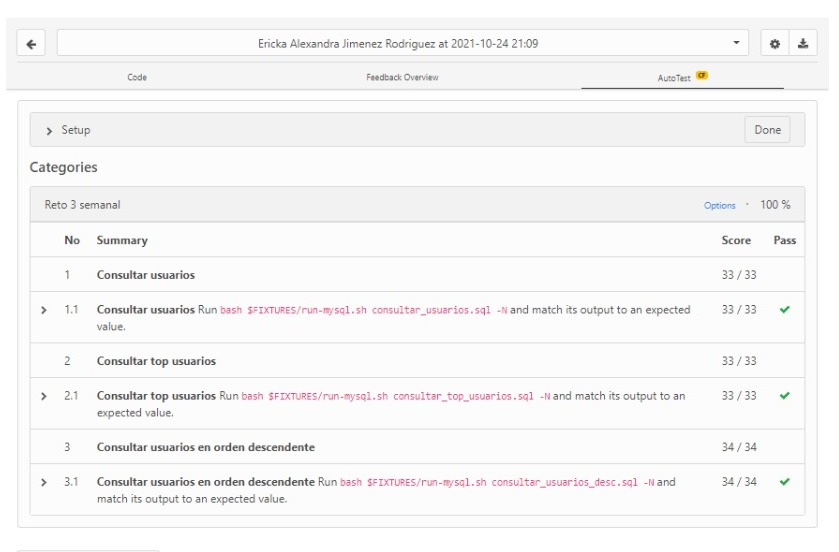 Ericka Alexandra Jimenez Rodriguez at 2021-10-24 21:09
Code
Feedback Overview
AutoTest CF
Setup
Done
Categories
Reto 3 semanal
Options · 100 %
No Summary Score Pass
1 Consultar usuarios 33 / 33
1.1 Consultar usuarios Run bash $FIXTURES/run-mysql.sh consultar_usuarios.sql -N and match its output to an expected 33 / 33
value.
2 Consultar top usuarios 33 / 33
2.1 Consultar top usuarios Run bash $FIXTURES/run-mysql.sh consultar_top_usuarios.sql -N and match its output to an 33 / 33
expected value.
3 Consultar usuarios en orden descendente 34 / 34
3.1 Consultar usuarios en orden descendente Run bash $FIXTURES/run-mysql.sh consultar_usuarios_desc.sql -N and 34 / 34
match its output to an expected value.